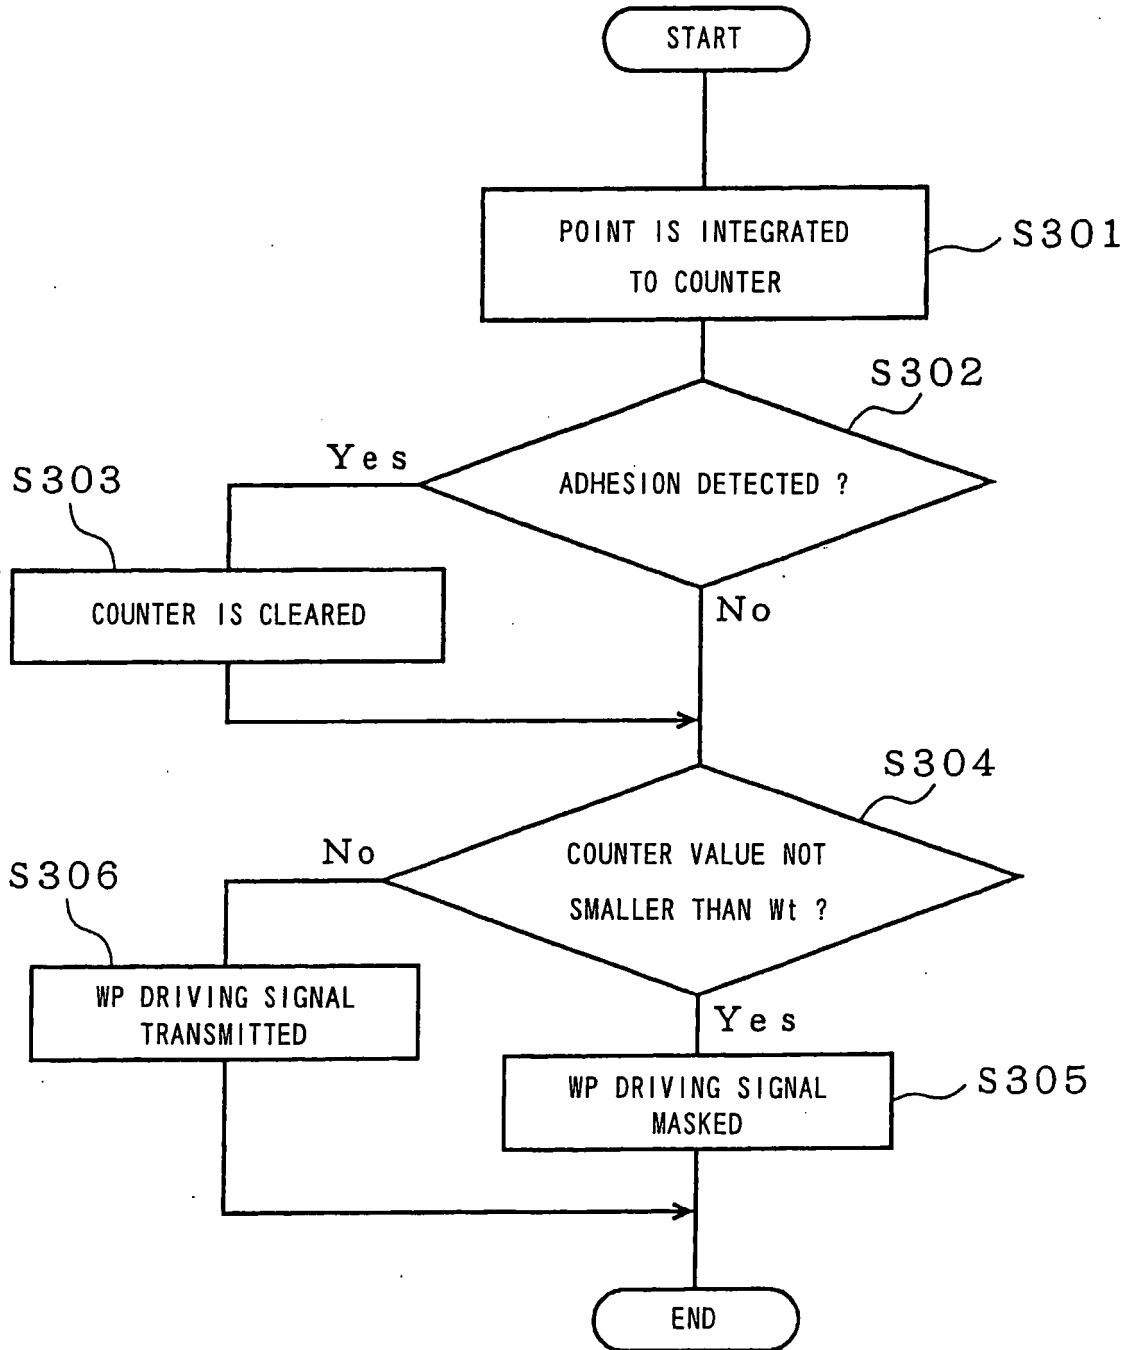 START
POINT IS INTEGRATED
TO COUNTER
S301
S302
ADHESION DETECTED ?
Yes
S303
COUNTER IS CLEARED
No
S304
COUNTER VALUE NOT
SMALLER THAN Wt ?
No
S306
WP DRIVING SIGNAL
TRANSMITTED
Yes
WP DRIVING SIGNAL
MASKED
S305
END